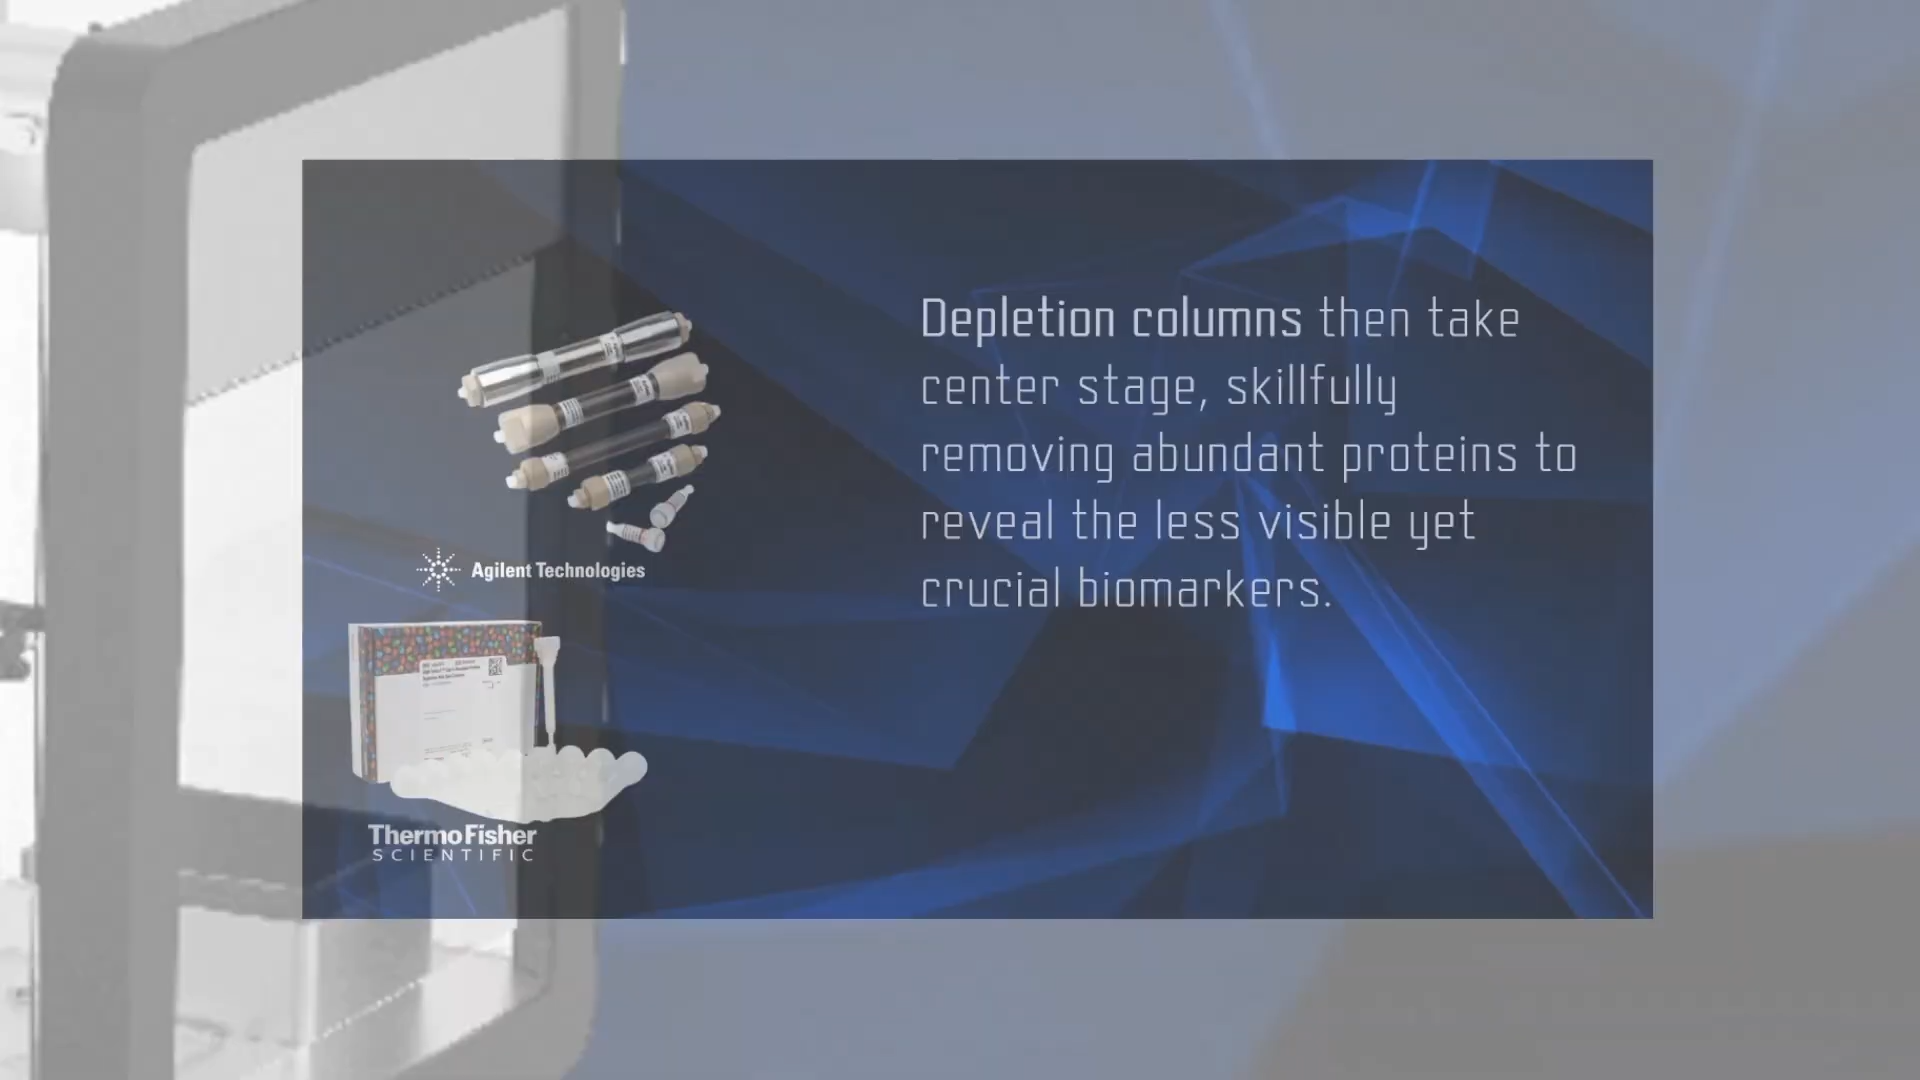 Depletion columns then take
center stage, skillfully
removing abundant proteins to
reveal the less visible yet
crucial biomarkers.
Agilent Technologies
ThermoFisher
SCIENTIFIC